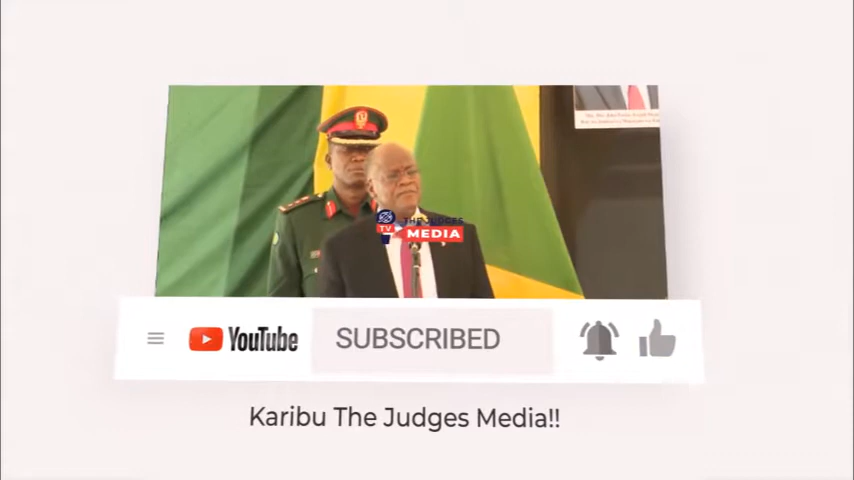 THE JUDGES
TV MEDIA
YouTube
SUBSCRIBED
Karibu The Judges Media!!